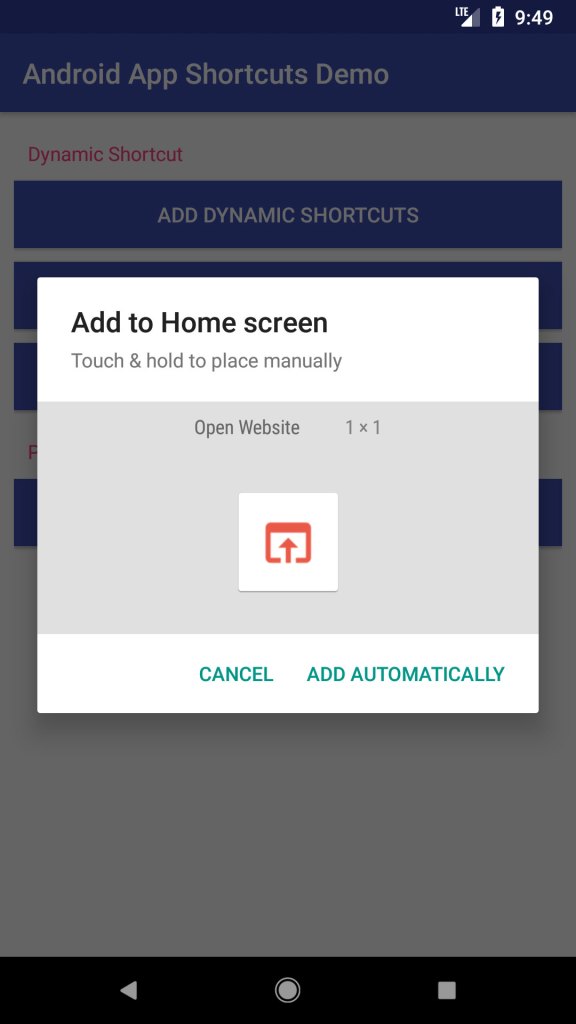 LTE 9:49
Android App Shortcuts Demo
Dynamic Shortcut
ADD DYNAMIC SHORTCUTS
Add to Home screen
Touch & hold to place manually
Open Website 1 × 1
P
CANCEL ADD AUTOMATICALLY